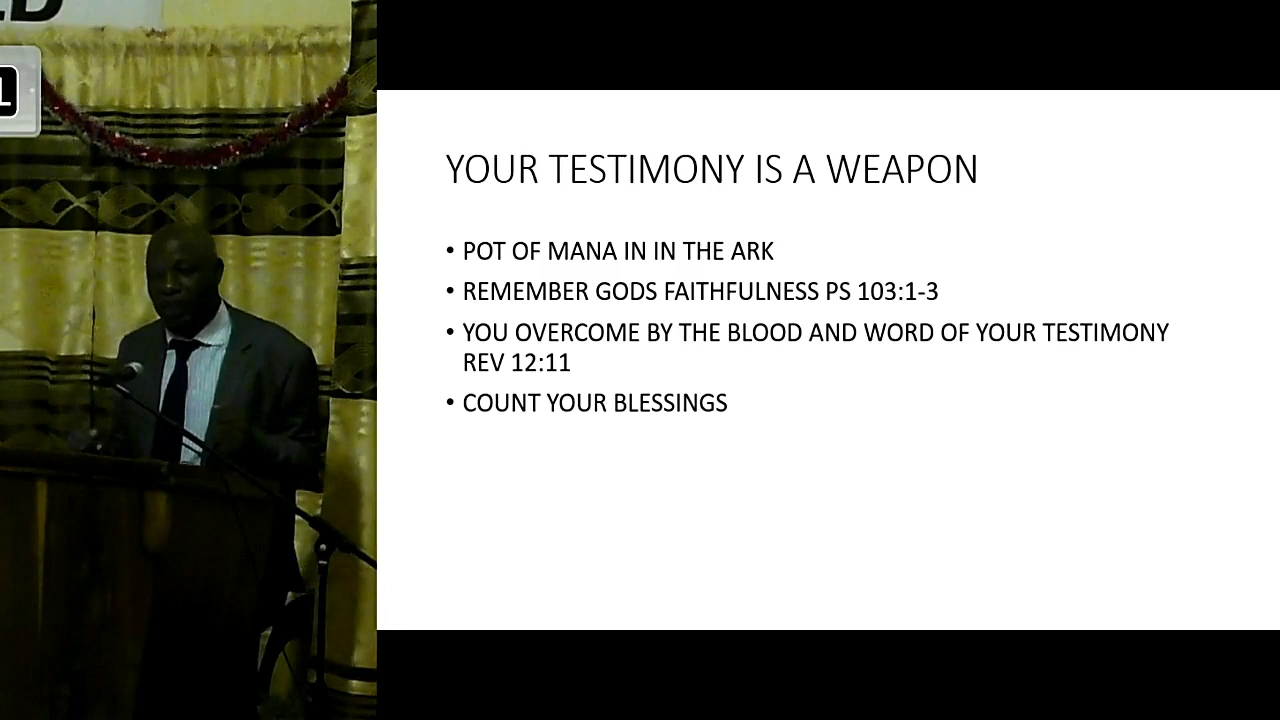 YOUR TESTIMONY IS A WEAPON
• POT OF MANA IN IN THE ARK
• REMEMBER GODS FAITHFULNESS PS 103:1-3
• YOU OVERCOME BY THE BLOOD AND WORD OF YOUR TESTIMONY
REV 12:11
• COUNT YOUR BLESSINGS